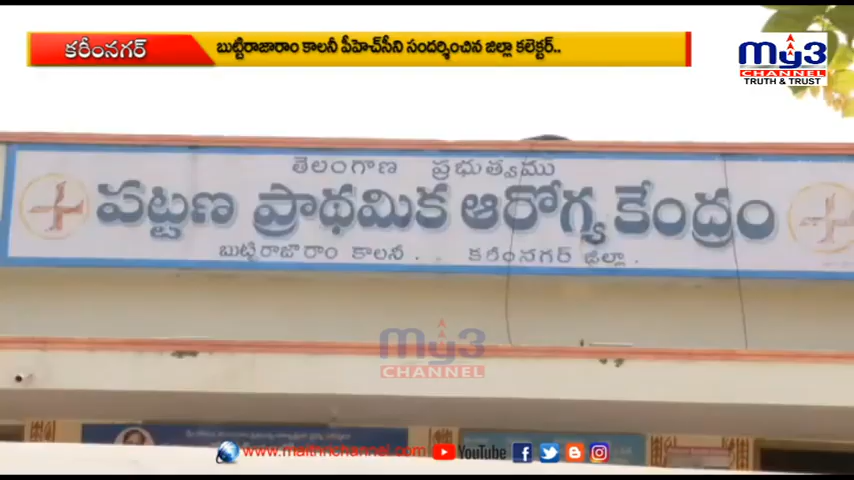 కరీంనగర్
బుట్టిరాజారాం కాలనీ పీహెచ్‌సీని సందర్శించిన జిల్లా కలెక్టర్..
my3
CHANNEL
TRUTH & TRUST
తెలంగాణ ప్రభుత్వము
పట్టణ ప్రాథమిక ఆరోగ్య కేంద్రం
బుట్టిరాజారాం కాలనీ. కరీంనగర్ జిల్లా.
my3
CHANNEL
www.maithrichannel.com YouTube